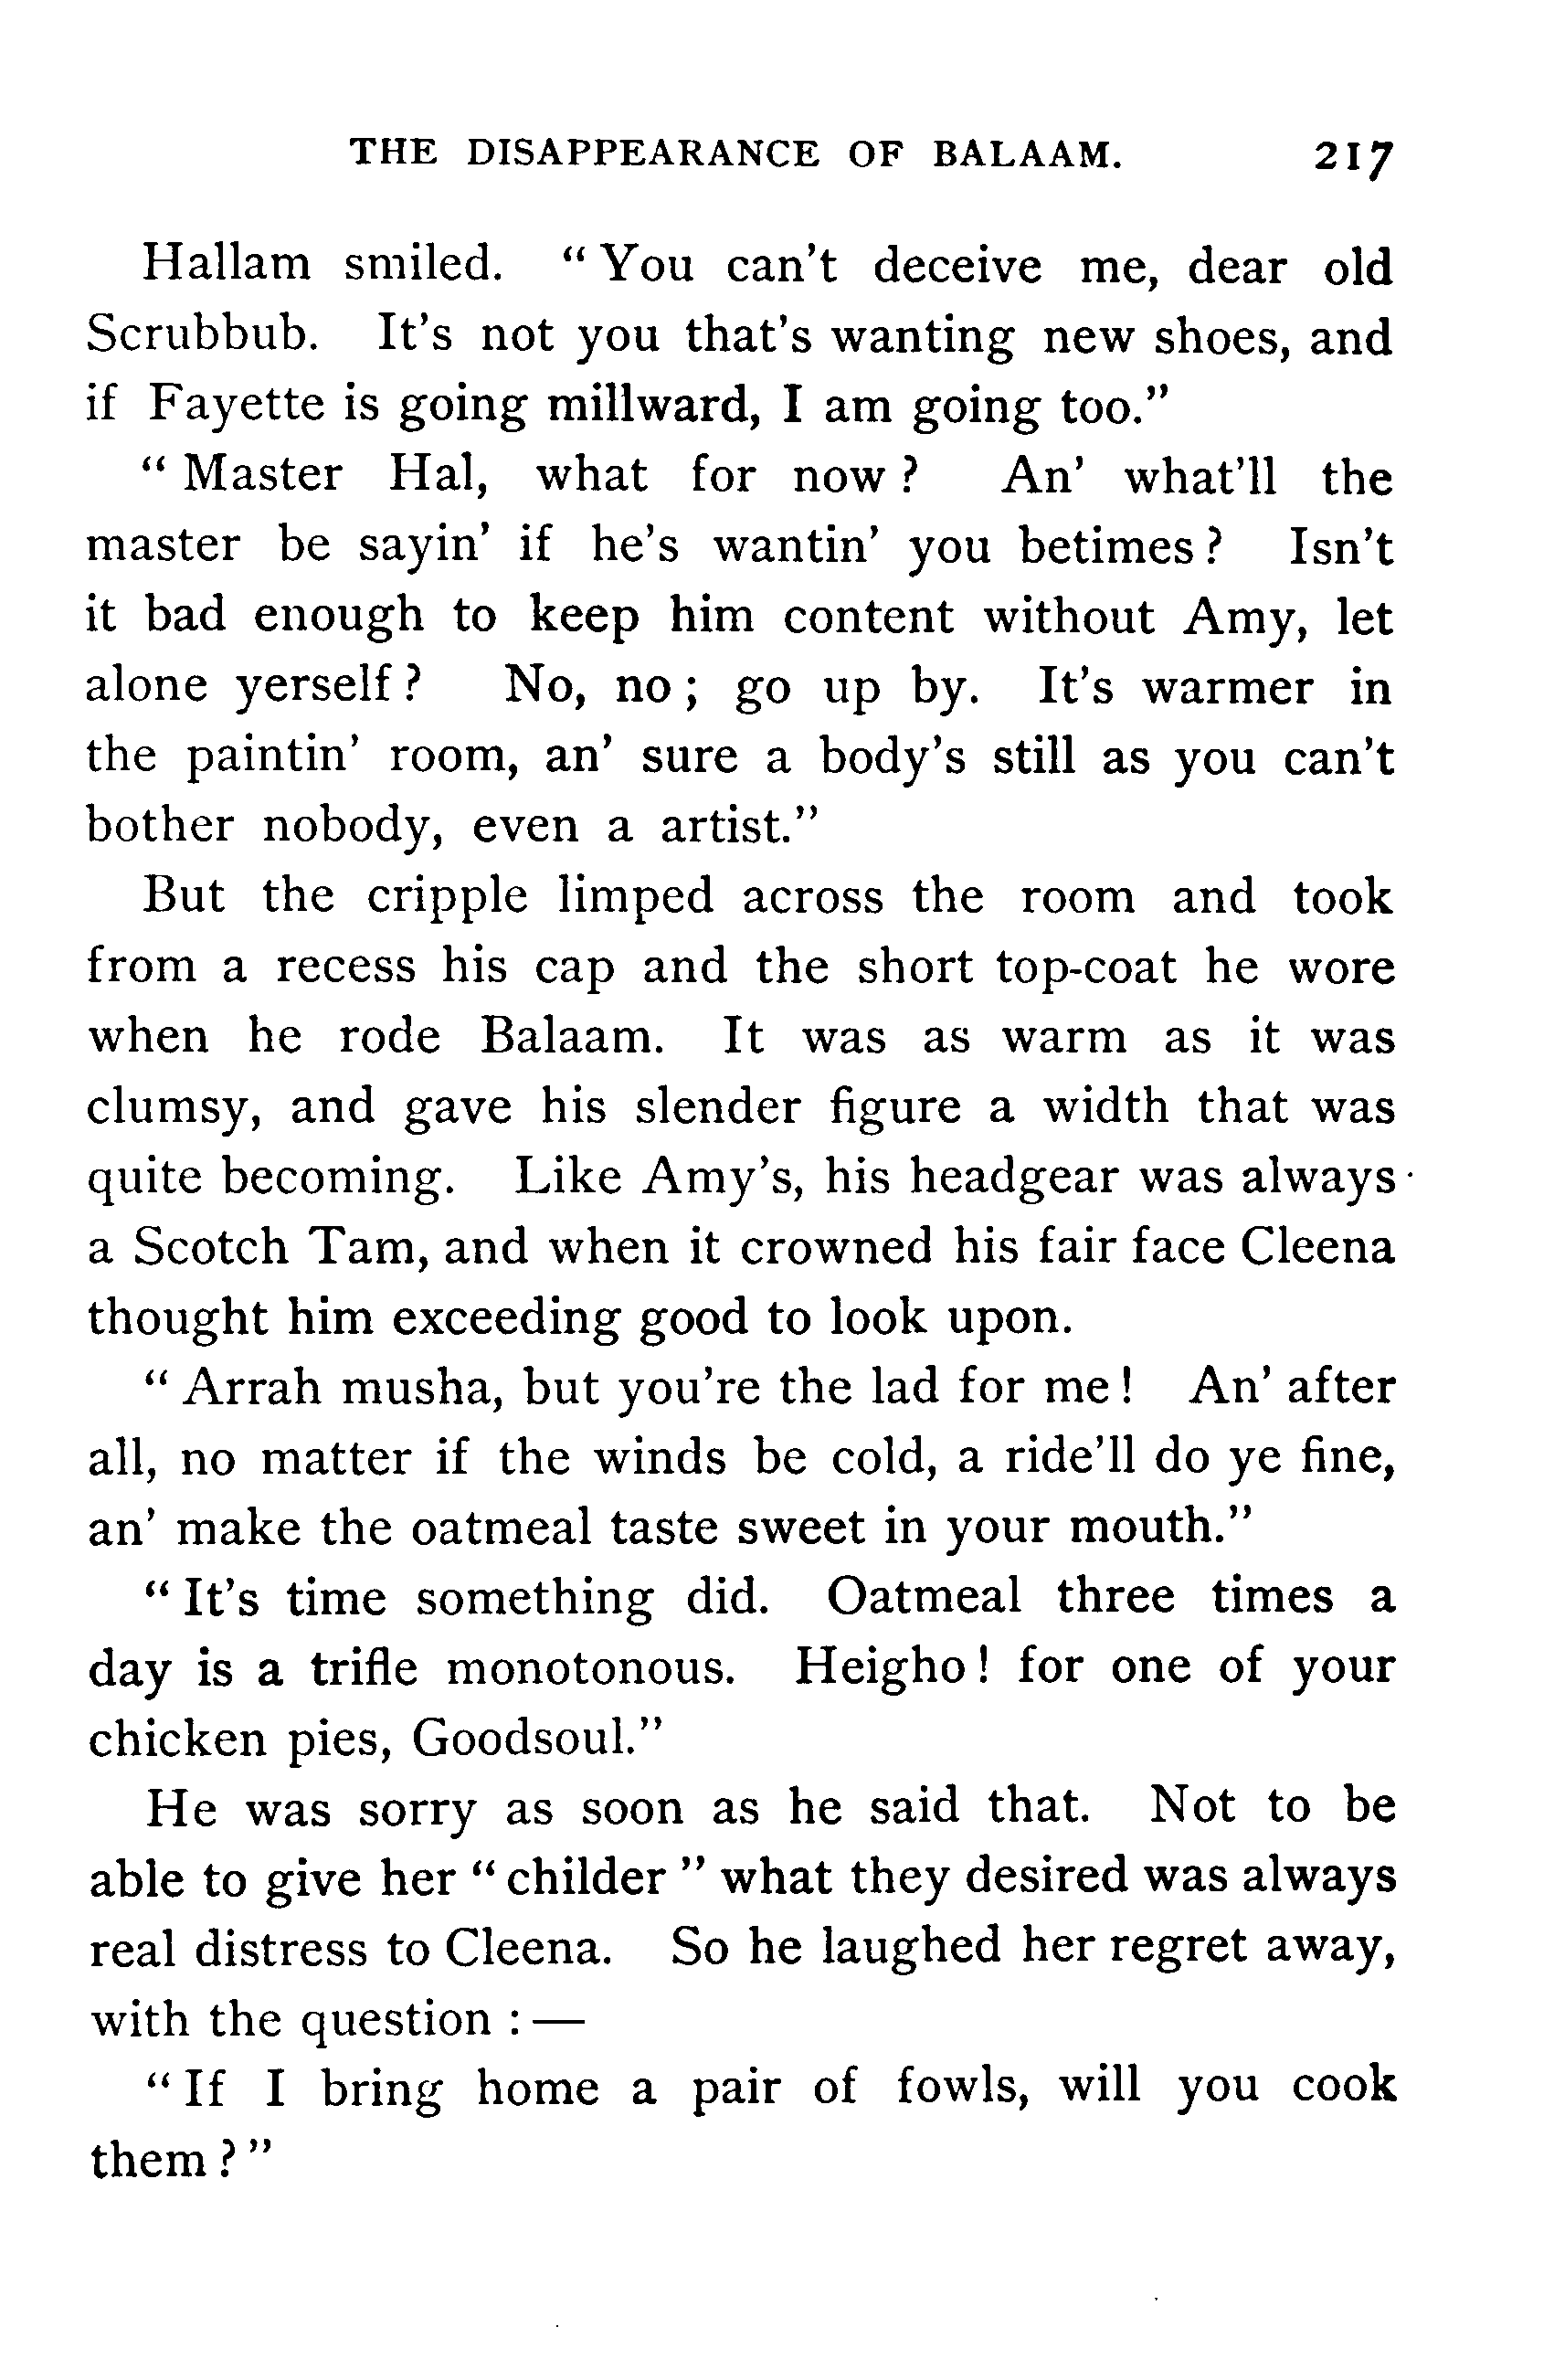 THE DISAPPEARANCE OF BALAAM. 217
Hallam smiled. “You can’t deceive me, dear old
Scrubbub. It’s not you that’s wanting new shoes, and
if Fayette is going millward, I am going too.”
“Master Hal, what for now? An’ what’ll the
master be sayin’ if he’s wantin’ you betimes? Isn’t
it bad enough to keep him content without Amy, let
alone yerself? No, no; go up by. It’s warmer in
the paintin’ room, an’ sure a body’s still as you can’t
bother nobody, even a artist.”
But the cripple limped across the room and took
from a recess his cap and the short top-coat he wore
when he rode Balaam. It was as warm as it was
clumsy, and gave his slender figure a width that was
quite becoming. Like Amy’s, his headgear was always
a Scotch Tam, and when it crowned his fair face Cleena
thought him exceeding good to look upon.
“Arrah musha, but you’re the lad for me! An’ after
all, no matter if the winds be cold, a ride’ll do ye fine,
an’ make the oatmeal taste sweet in your mouth.”
“It’s time something did. Oatmeal three times a
day is a trifle monotonous. Heigho! for one of your
chicken pies, Goodsoul.”
He was sorry as soon as he said that. Not to be
able to give her “childer” what they desired was always
real distress to Cleena. So he laughed her regret away,
with the question:—
“If I bring home a pair of fowls, will you cook
them?”